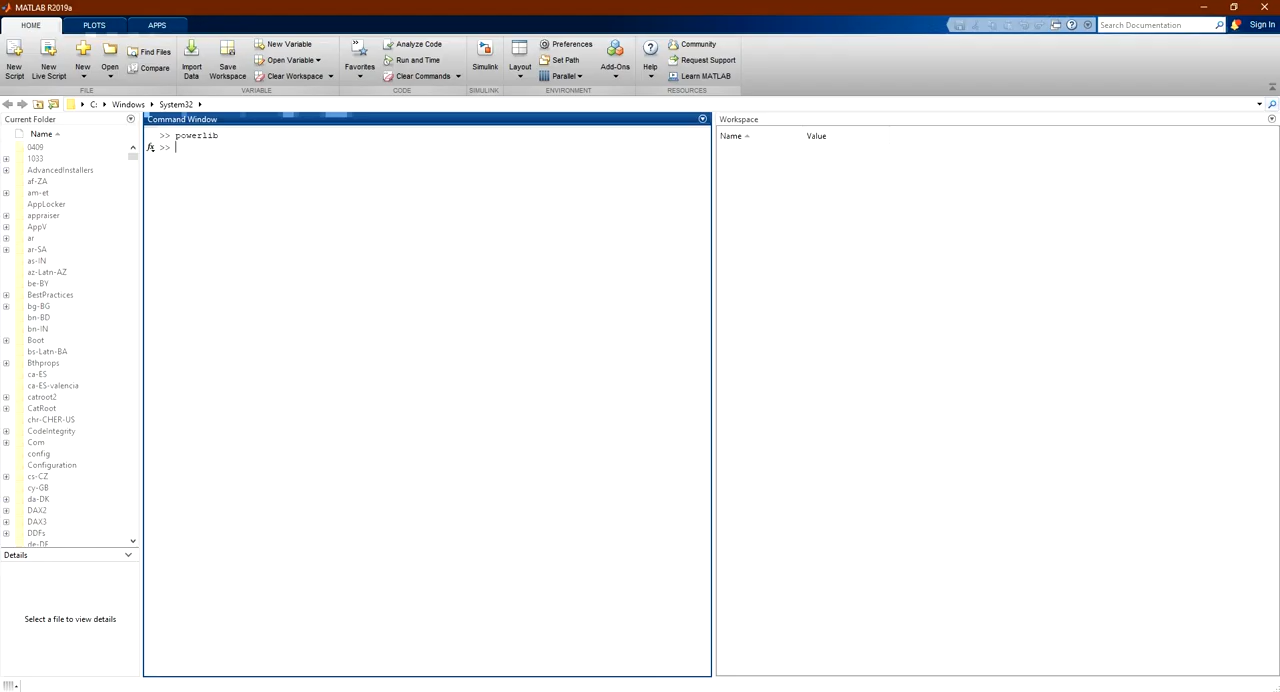 MATLAB R2019a
HOME PLOTS APPS
Search Documentation
Sign In
New Script
New Live Script
New
Open
Find Files
Compare
Import Data
Save Workspace
New Variable
Open Variable
Clear Workspace
Favorites
Analyze Code
Run and Time
Clear Commands
Simulink
Layout
Preferences
Set Path
Parallel
Add-Ons
Help
Community
Request Support
Learn MATLAB
FILE VARIABLE CODE SIMULINK ENVIRONMENT RESOURCES
C: Windows System32
Current Folder
Name
0409
1033
AdvancedInstallers
af-ZA
am-et
AppLocker
appraiser
AppV
ar
ar-SA
as-IN
az-Latn-AZ
be-BY
BestPractices
bg-BG
bn-BD
bn-IN
Boot
bs-Latn-BA
Bthprops
ca-ES
ca-ES-valencia
catroot2
CatRoot
chr-CHER-US
CodeIntegrity
Com
config
Configuration
cs-CZ
cy-GB
da-DK
DAX2
DAX3
DDFs
de-DE
Details
Select a file to view details
Command Window
>> powerlib
fx >>
Workspace
Name Value